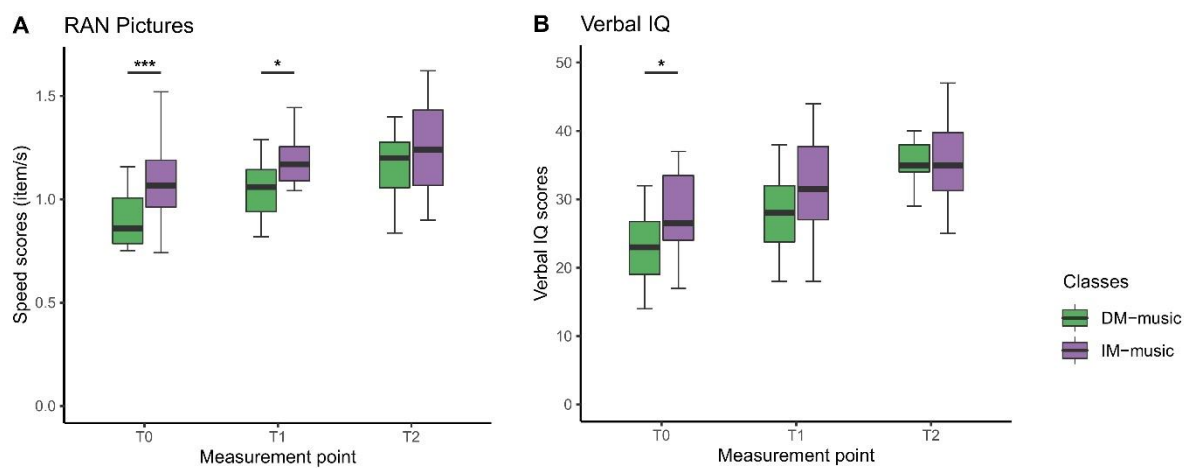 A RAN Pictures
***
*
1.5
1.0
0.5
0.0
Speed scores (item/s)
T0 T1 T2
Measurement point
B Verbal IQ
*
50
40
30
20
10
0
Verbal IQ scores
T0 T1 T2
Measurement point
Classes
DM−music
IM−music